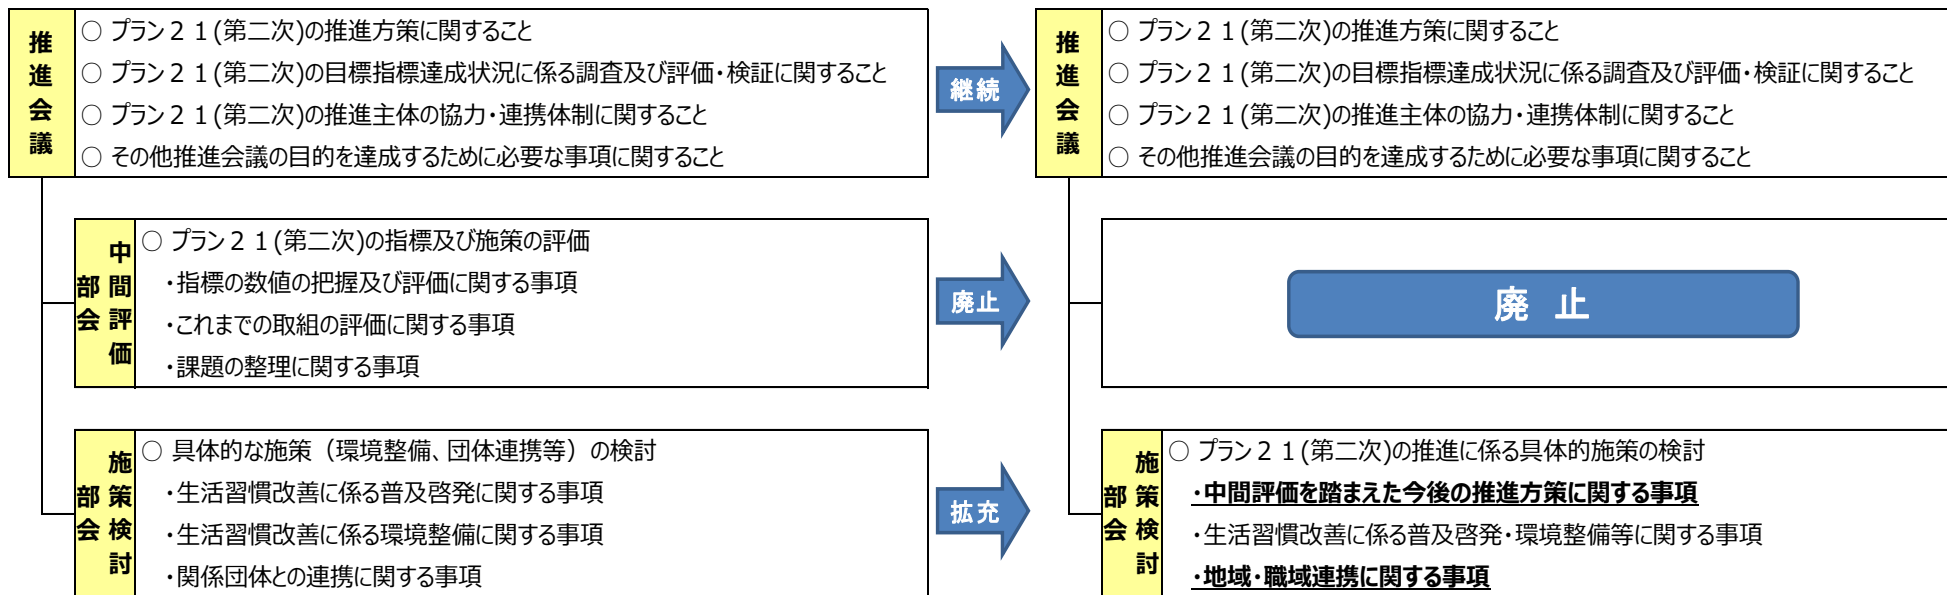 推進会議
○ プラン２１(第二次)の推進方策に関すること
○ プラン２１(第二次)の目標指標達成状況に係る調査及び評価・検証に関すること
○ プラン２１(第二次)の推進主体の協力・連携体制に関すること
○ その他推進会議の目的を達成するために必要な事項に関すること
継続
推進会議
○ プラン２１(第二次)の推進方策に関すること
○ プラン２１(第二次)の目標指標達成状況に係る調査及び評価・検証に関すること
○ プラン２１(第二次)の推進主体の協力・連携体制に関すること
○ その他推進会議の目的を達成するために必要な事項に関すること
中間評価
部会
○ プラン２１(第二次)の指標及び施策の評価
・指標の数値の把握及び評価に関する事項
・これまでの取組の評価に関する事項
・課題の整理に関する事項
廃止
廃 止
施策検討
部会
○ 具体的な施策（環境整備、団体連携等）の検討
・生活習慣改善に係る普及啓発に関する事項
・生活習慣改善に係る環境整備に関する事項
・関係団体との連携に関する事項
拡充
施策検討
部会
○ プラン２１(第二次)の推進に係る具体的施策の検討
・中間評価を踏まえた今後の推進方策に関する事項
・生活習慣改善に係る普及啓発・環境整備等に関する事項
・地域・職域連携に関する事項